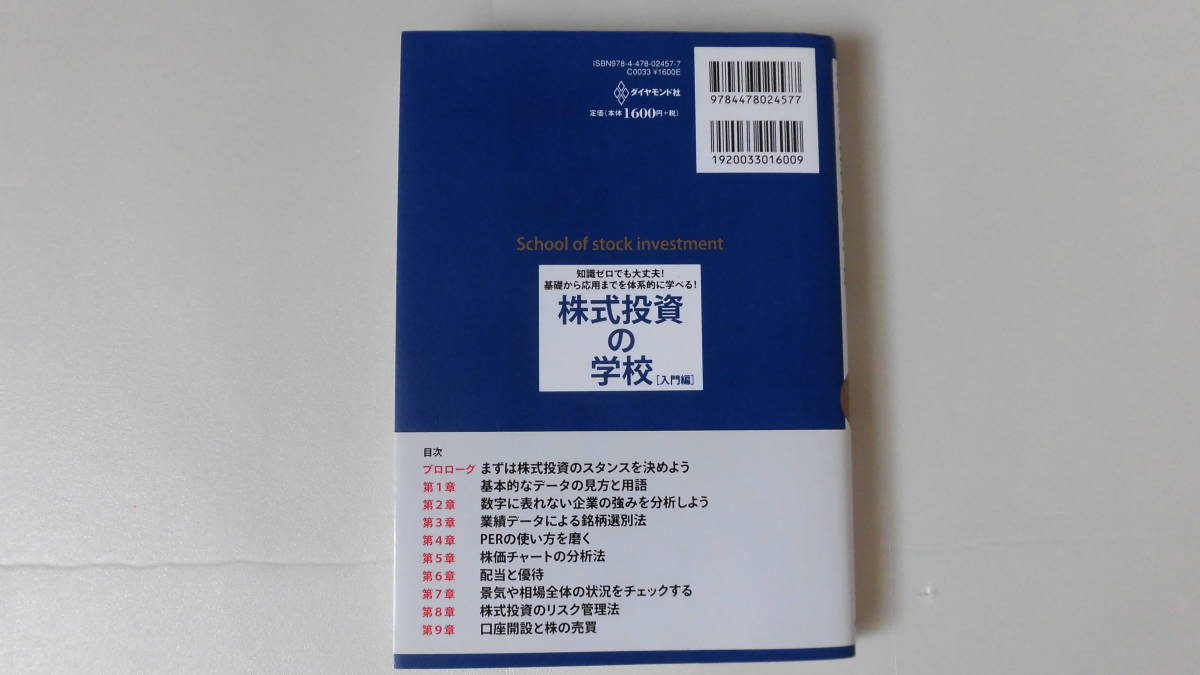 ISBN978-4-478-02457-7
C0033 ¥1600E
ダイヤモンド社
定価(本体1600円+税)
9784478024577
1920033016009
School of stock investment
知識ゼロでも大丈夫!
基礎から応用までを体系的に学べる!
株式投資
の
学校[入門編]
目次
プロローグ まずは株式投資のスタンスを決めよう
第1章 基本的なデータの見方と用語
第2章 数字に表れない企業の強みを分析しよう
第3章 業績データによる銘柄選別法
第4章 PERの使い方を磨く
第5章 株価チャートの分析法
第6章 配当と優待
第7章 景気や相場全体の状況をチェックする
第8章 株式投資のリスク管理法
第9章 口座開設と株の売買